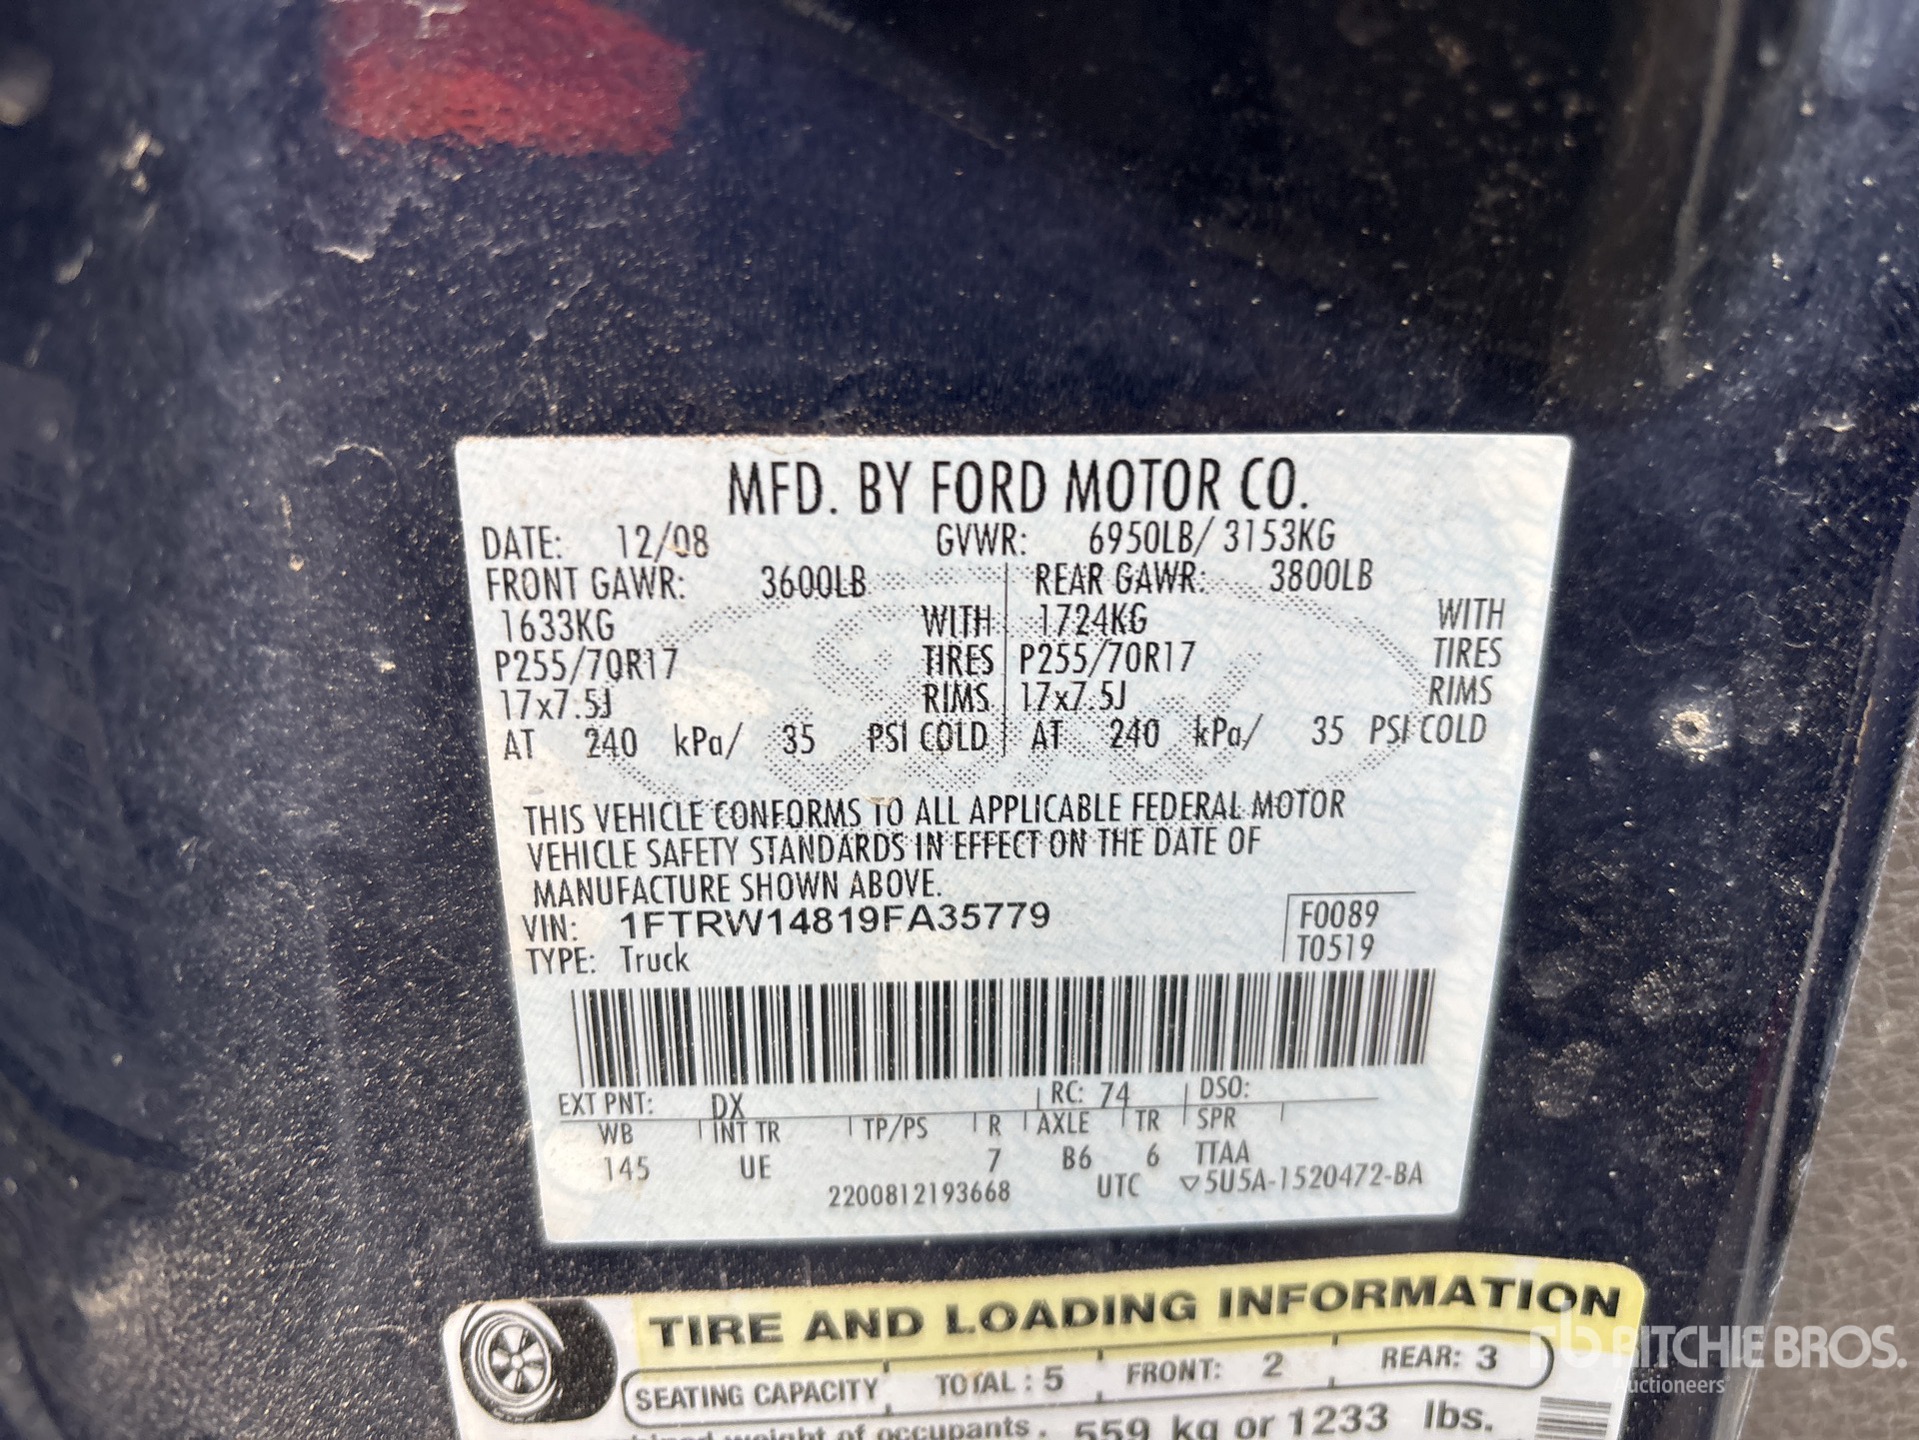 MFD. BY FORD MOTOR CO.
DATE: 12/08 GVWR: 6950LB/ 3153KG
FRONT GAWR: 3600LB REAR GAWR: 3800LB
1633KG WITH 1724KG WITH
P255/70R17 TIRES P255/70R17 TIRES
17x7.5J RIMS 17x7.5J RIMS
AT 240 kPa/ 35 PSI COLD AT 240 kPa/ 35 PSI COLD
THIS VEHICLE CONFORMS TO ALL APPLICABLE FEDERAL MOTOR
VEHICLE SAFETY STANDARDS IN EFFECT ON THE DATE OF
MANUFACTURE SHOWN ABOVE.
VIN: 1FTRW14819FA35779 F0089
TYPE: Truck T0519
EXT PNT: DX RC: 74 DSO:
WB INT TR TP/PS R AXLE TR SPR
145 UE 7 B6 6 TTAA
2200812193668 UTC ▽5U5A-1520472-BA
TIRE AND LOADING INFORMATION
SEATING CAPACITY TOTAL : 5 FRONT: 2 REAR: 3
weight of occupants . 559 kg or 1233 lbs.
rb RITCHIE BROS.
Auctioneers